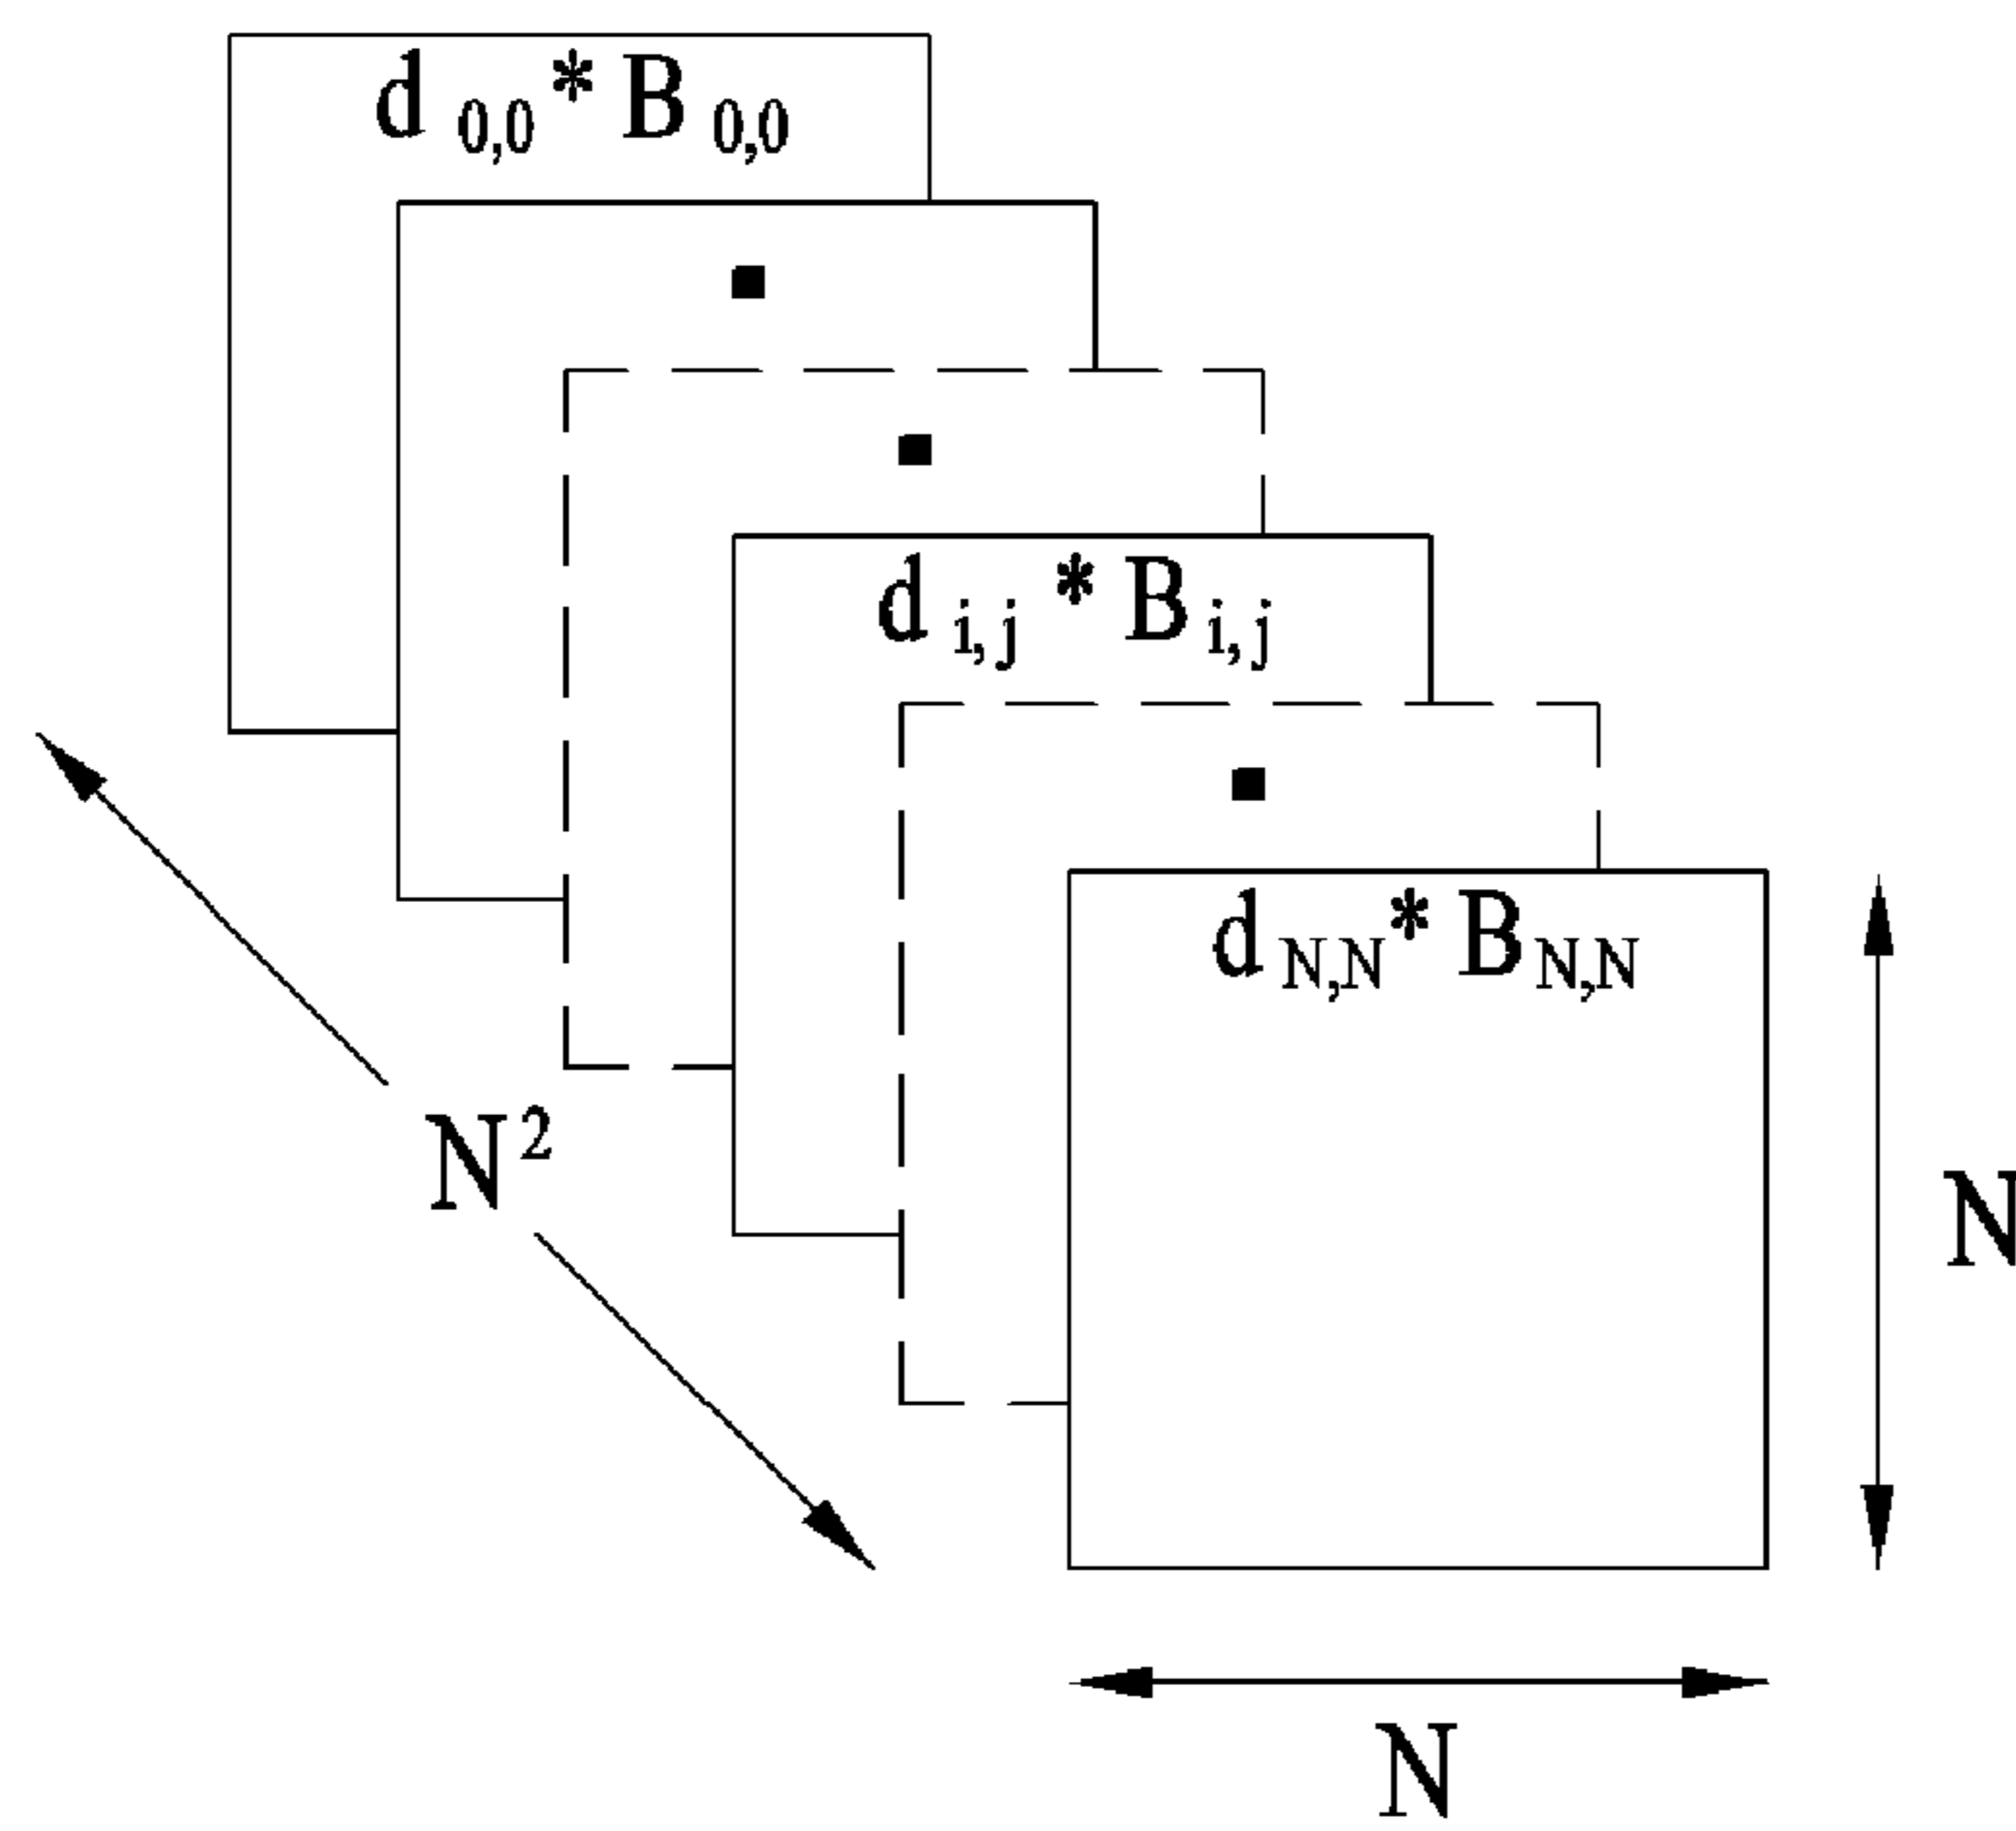 d 0,0 * B 0,0
d i, j * B i, j
d N,N * B N,N
N²
N
N